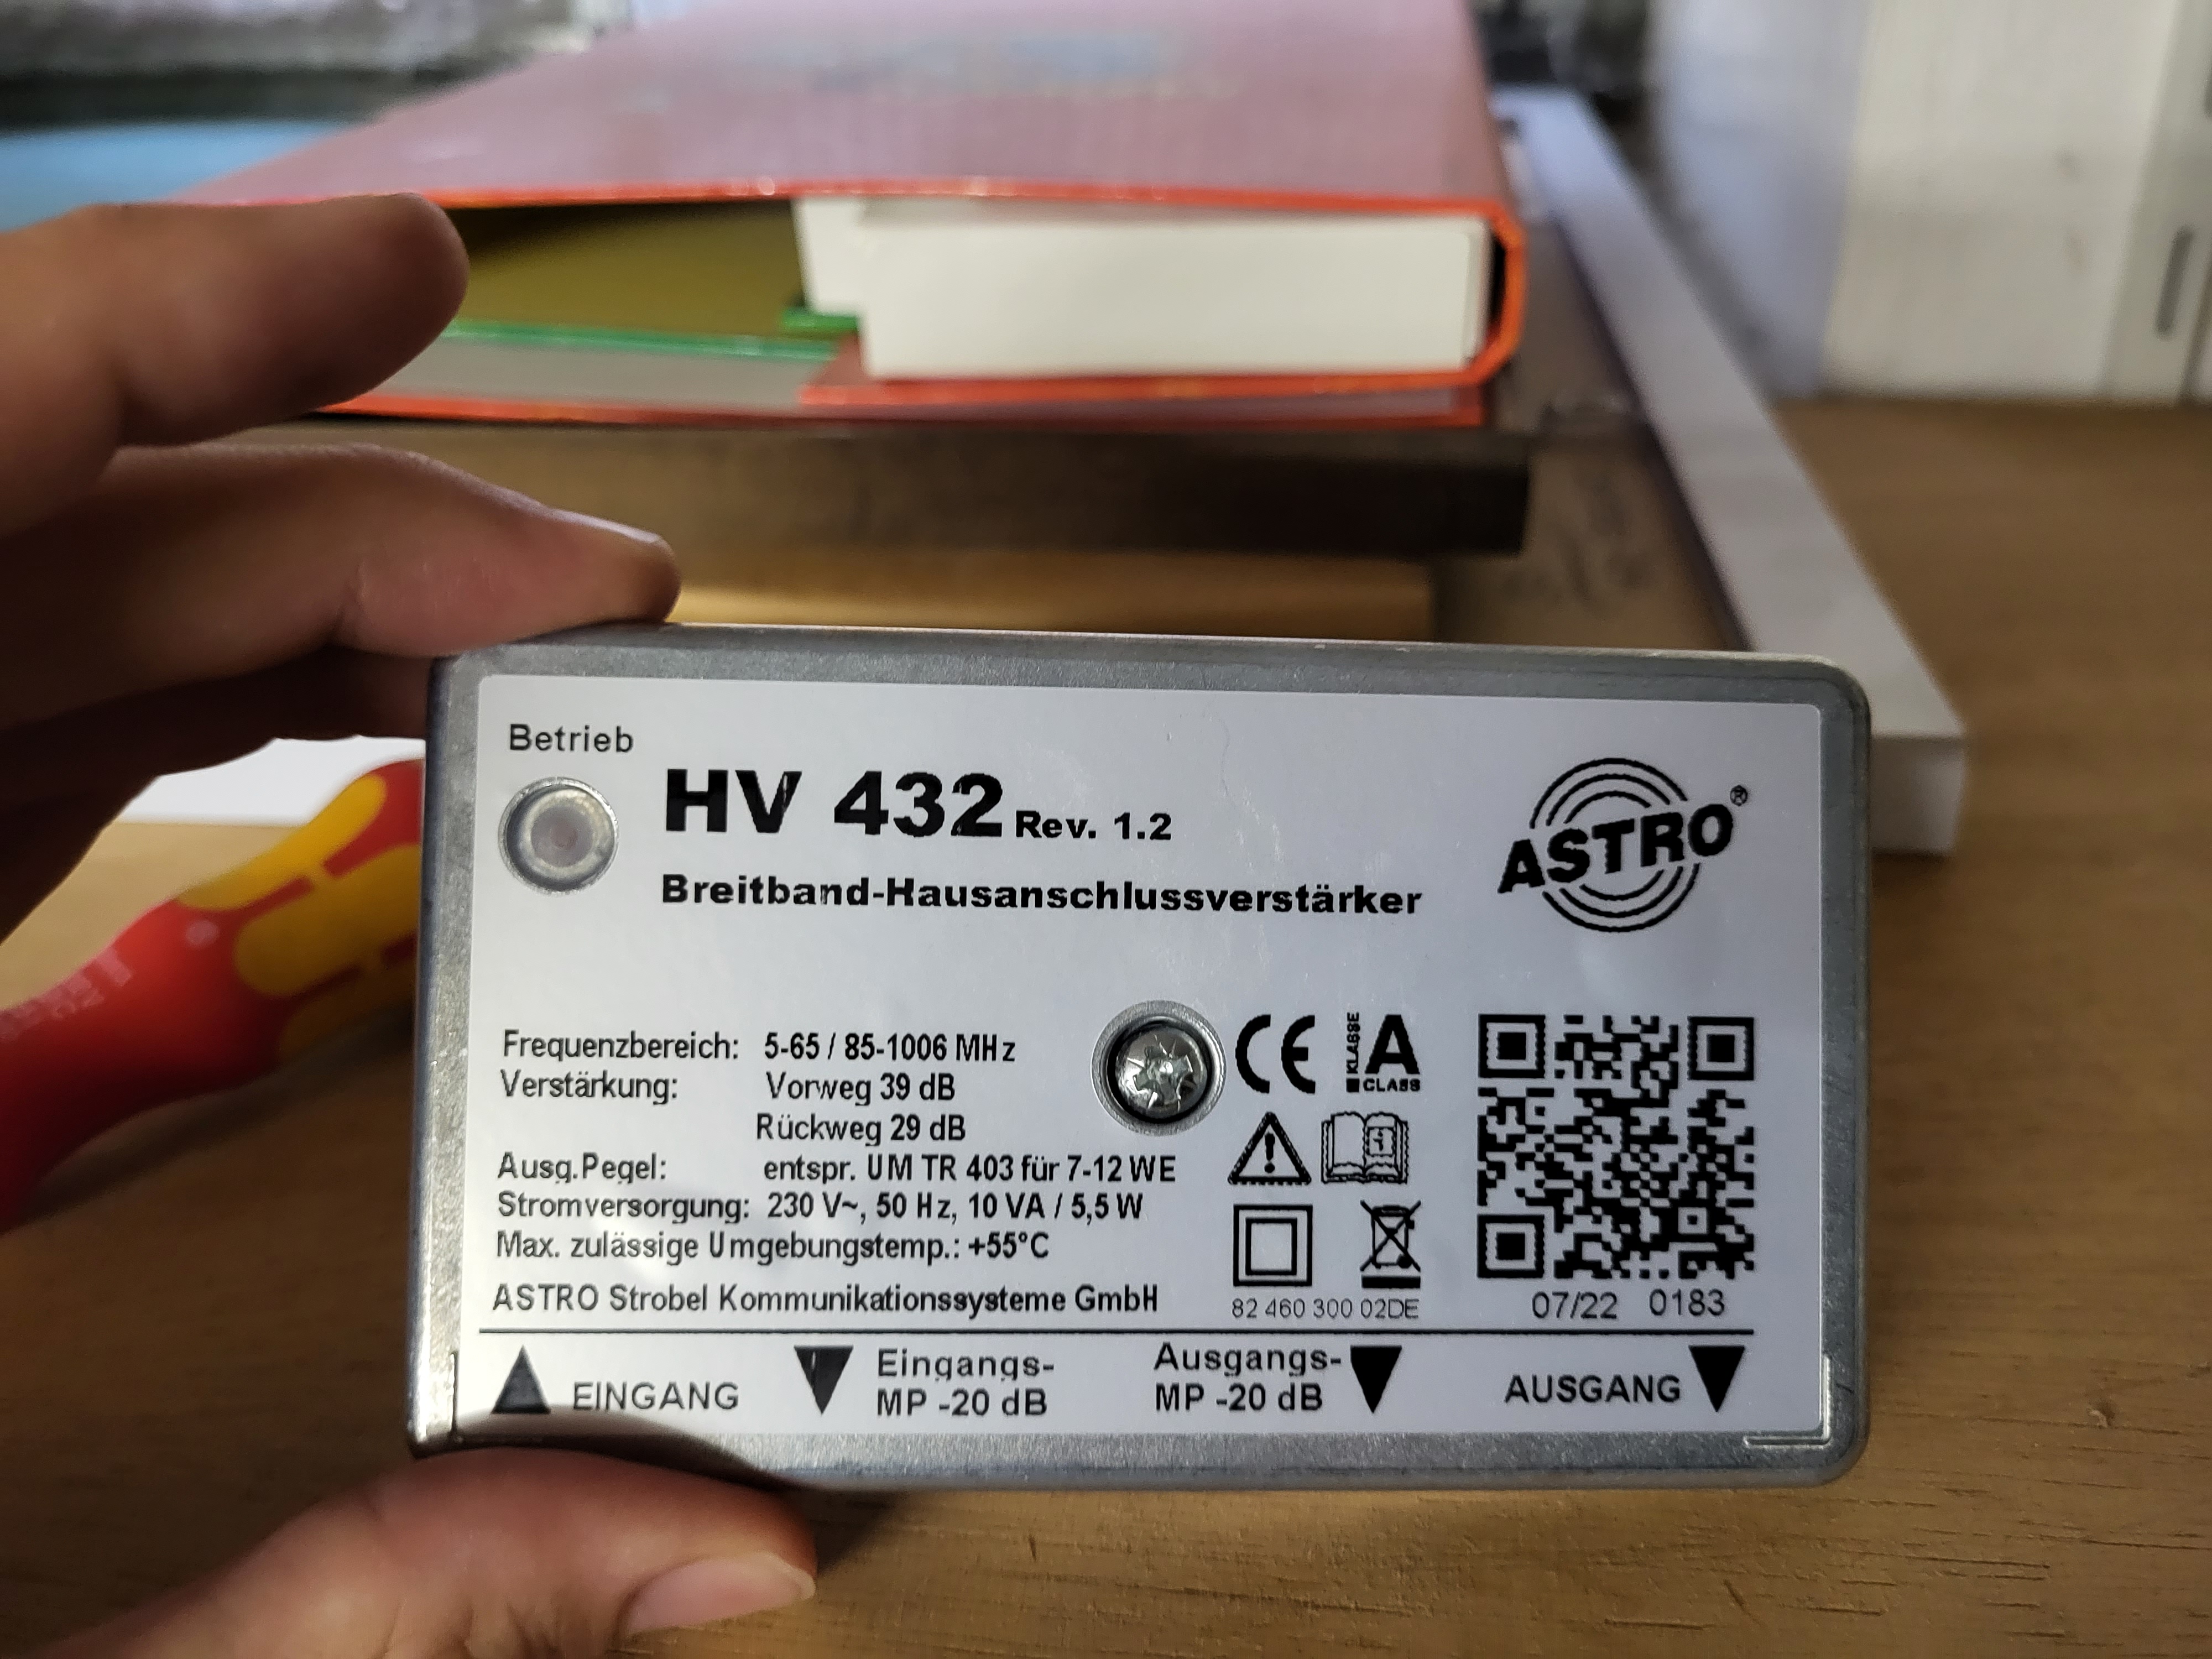 Betrieb
HV 432 Rev. 1.2
ASTRO®
Breitband-Hausanschlussverstärker
Frequenzbereich: 5-65 / 85-1006 MHz
Verstärkung: Vorweg 39 dB
Rückweg 29 dB
Ausg.Pegel: entspr. UM TR 403 für 7-12 WE
Stromversorgung: 230 V~, 50 Hz, 10 VA / 5,5 W
Max. zulässige Umgebungstemp.: +55°C
ASTRO Strobel Kommunikationssysteme GmbH
CE
KLASSE A CLASS
82 460 300 02DE
07/22 0183
EINGANG
Eingangs-
MP -20 dB
Ausgangs-
MP -20 dB
AUSGANG